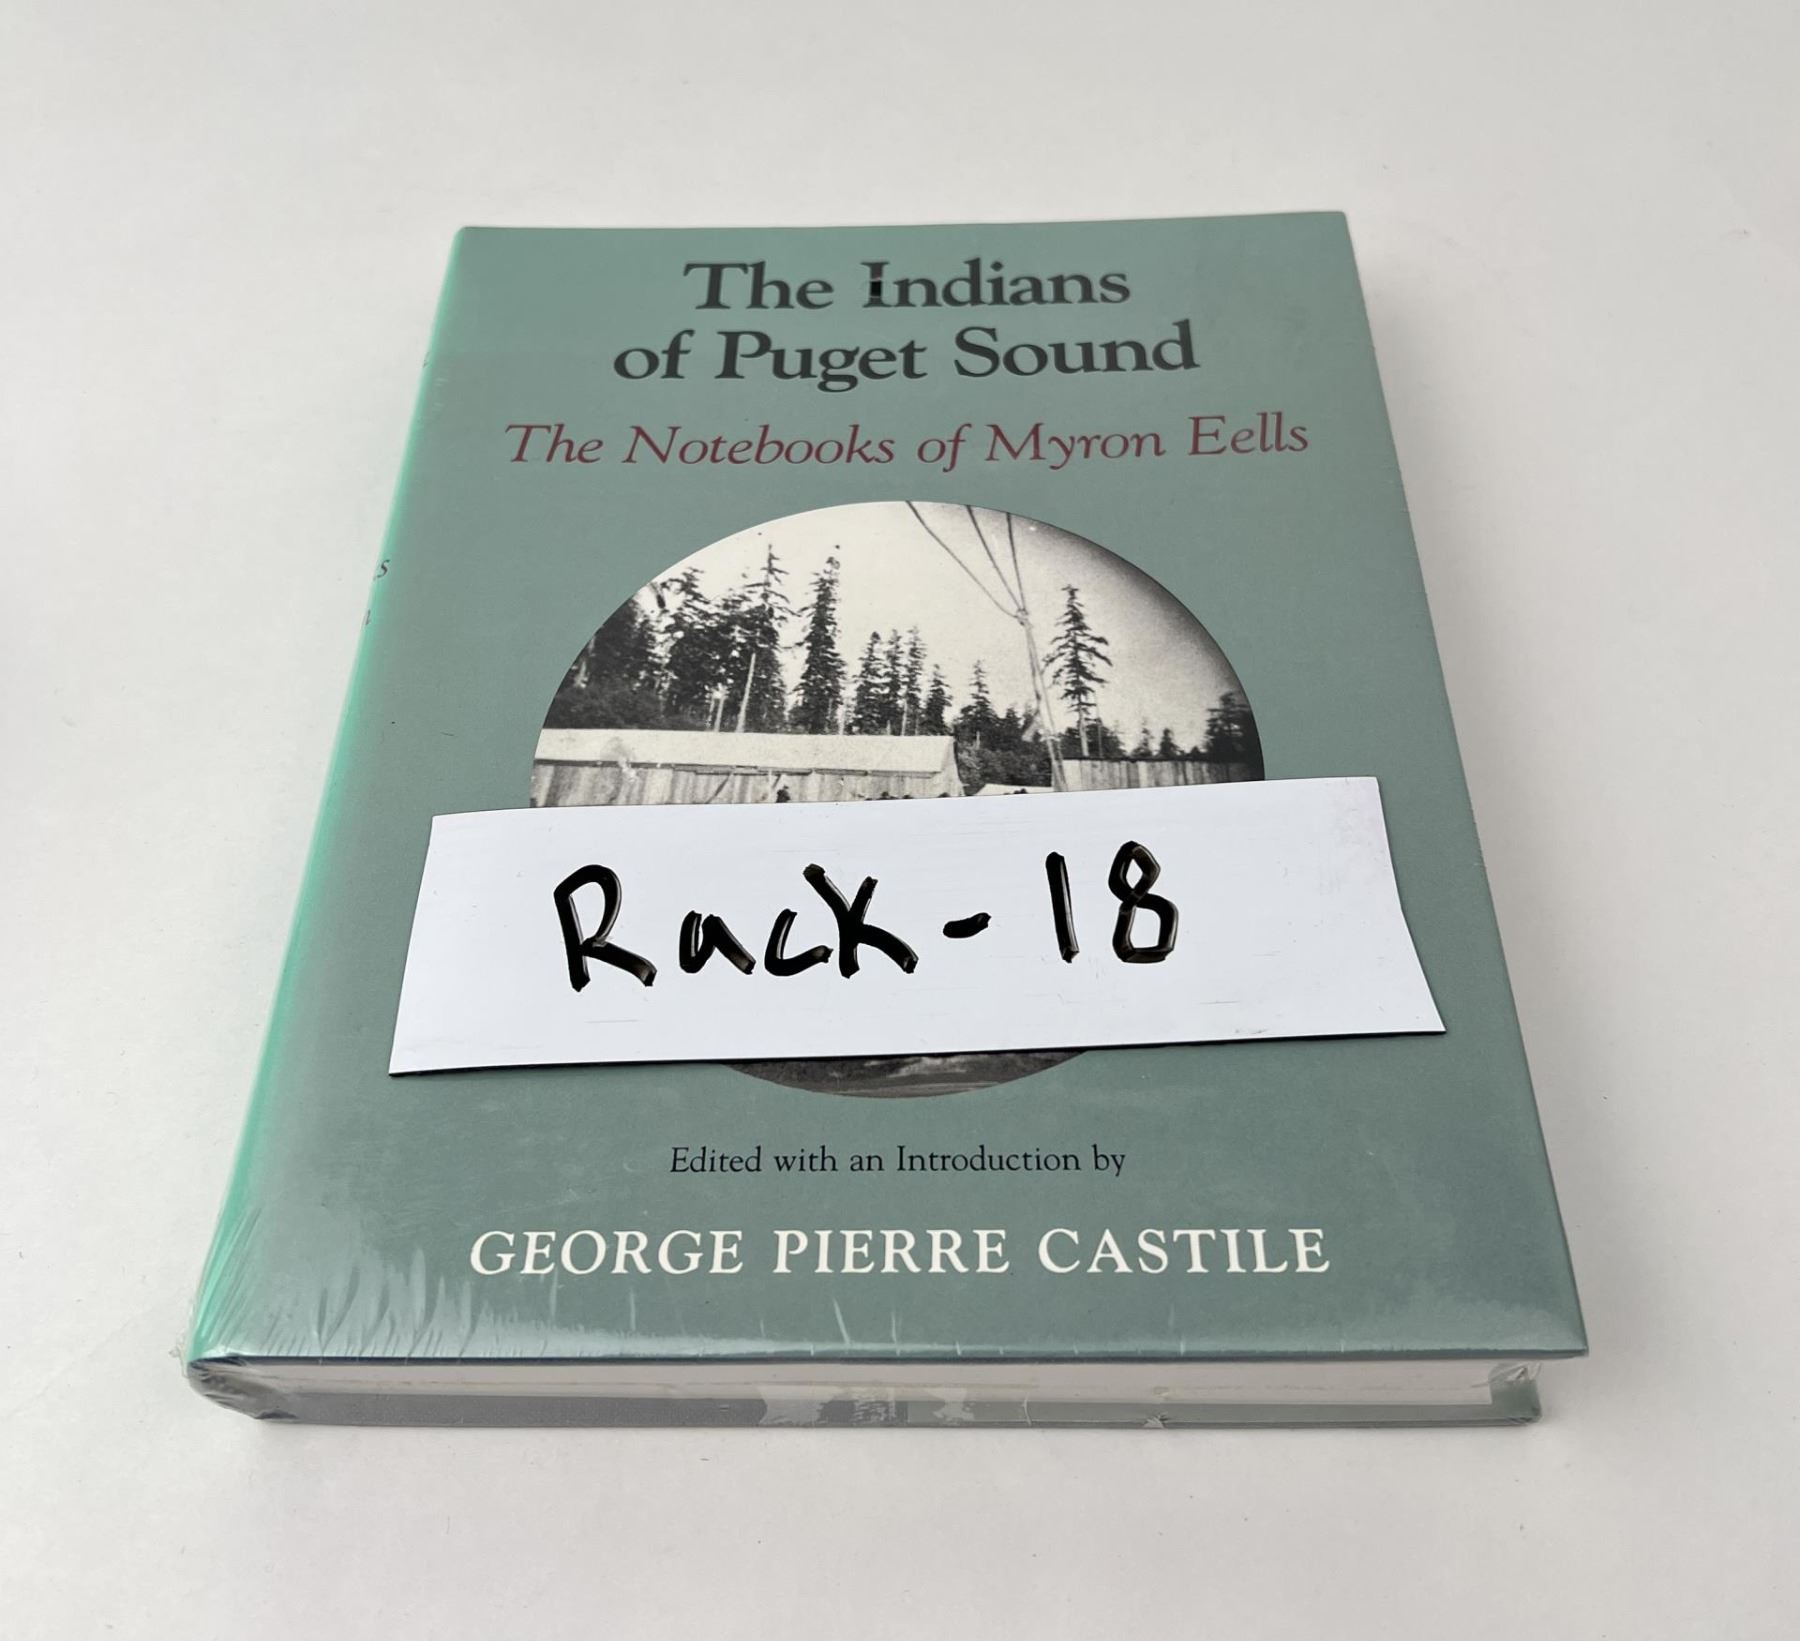 The Indians
of Puget Sound
The Notebooks of Myron Eells
Rack-18
Edited with an Introduction by
GEORGE PIERRE CASTILE